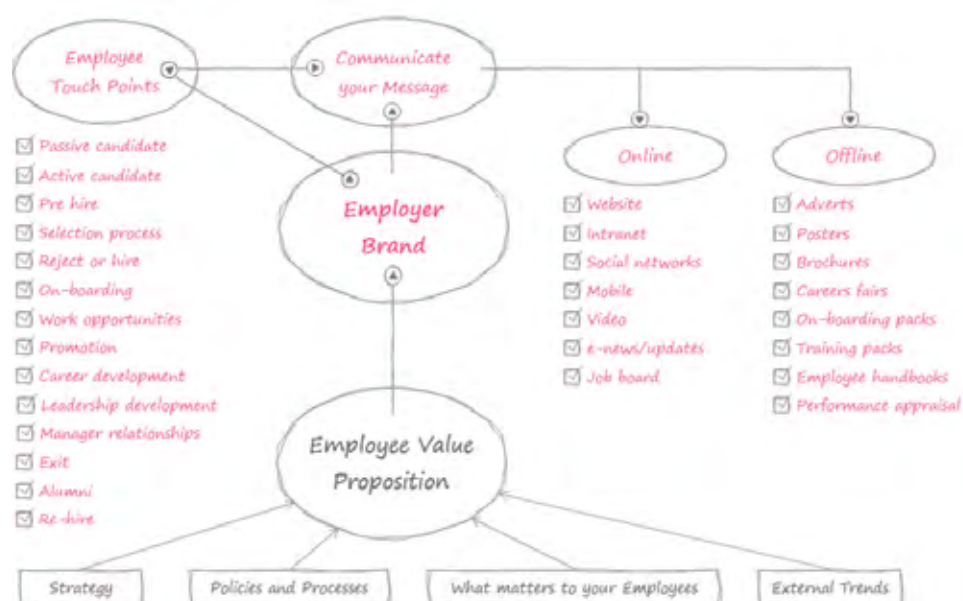 Employee
Touch Points
Communicate
your Message
Passive candidate
Active candidate
Pre hire
Selection process
Reject or hire
On-boarding
Work opportunities
Promotion
Career development
Leadership development
Manager relationships
Exit
Alumni
Re-hire
Employer
Brand
Online
Website
Intranet
Social networks
Mobile
Video
e-news/updates
Job board
Offline
Adverts
Posters
Brochures
Careers fairs
On-boarding packs
Training packs
Employee handbooks
Performance appraisal
Employee Value
Proposition
Strategy
Policies and Processes
What matters to your Employees
External Trends